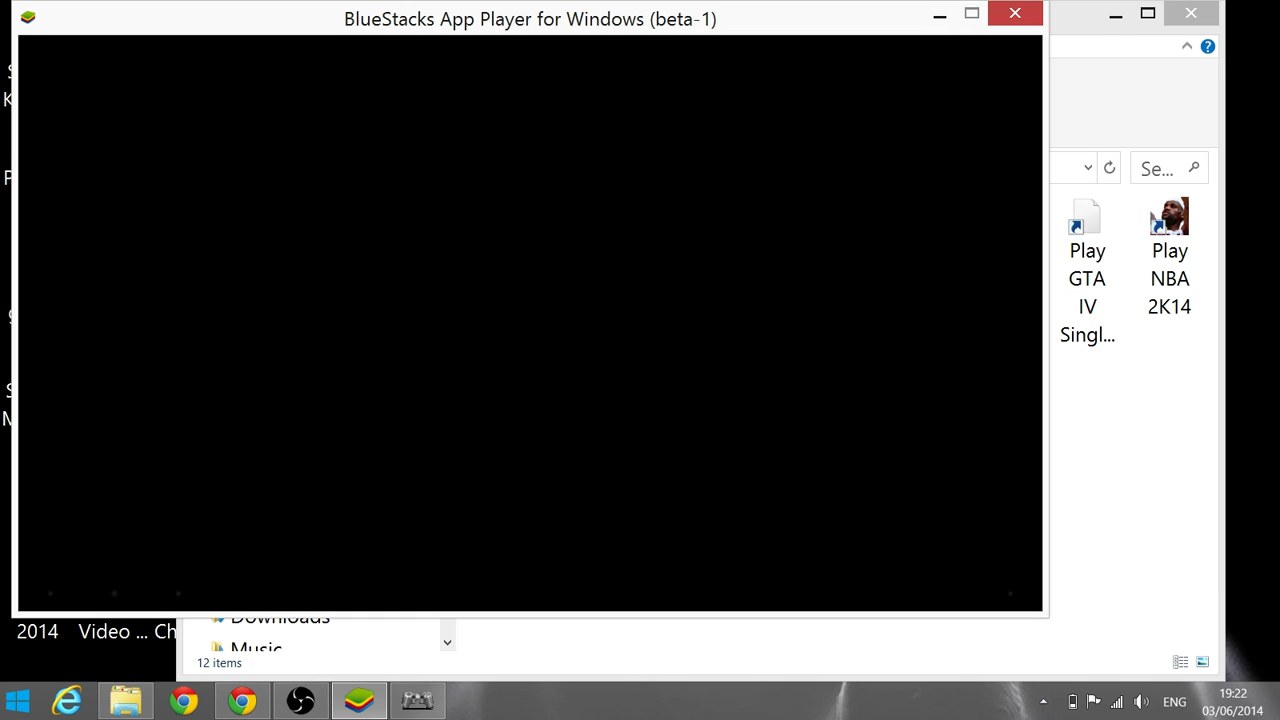 BlueStacks App Player for Windows (beta-1)
Se...
Play
GTA
IV
Singl...
Play
NBA
2K14
2014
Video ...
Ch
Downloads
Music
12 items
ENG
19:22
03/06/2014